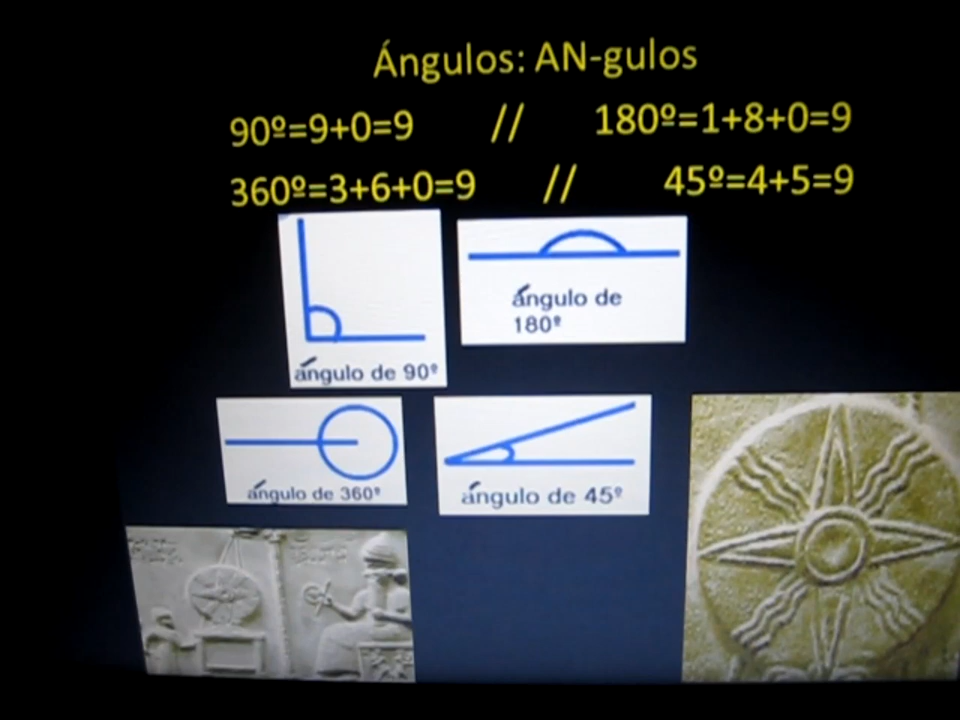 Ángulos: AN-gulos
90º=9+0=9 // 180º=1+8+0=9
360º=3+6+0=9 // 45º=4+5=9
ángulo de 90º
ángulo de
180º
ángulo de 360º
ángulo de 45º